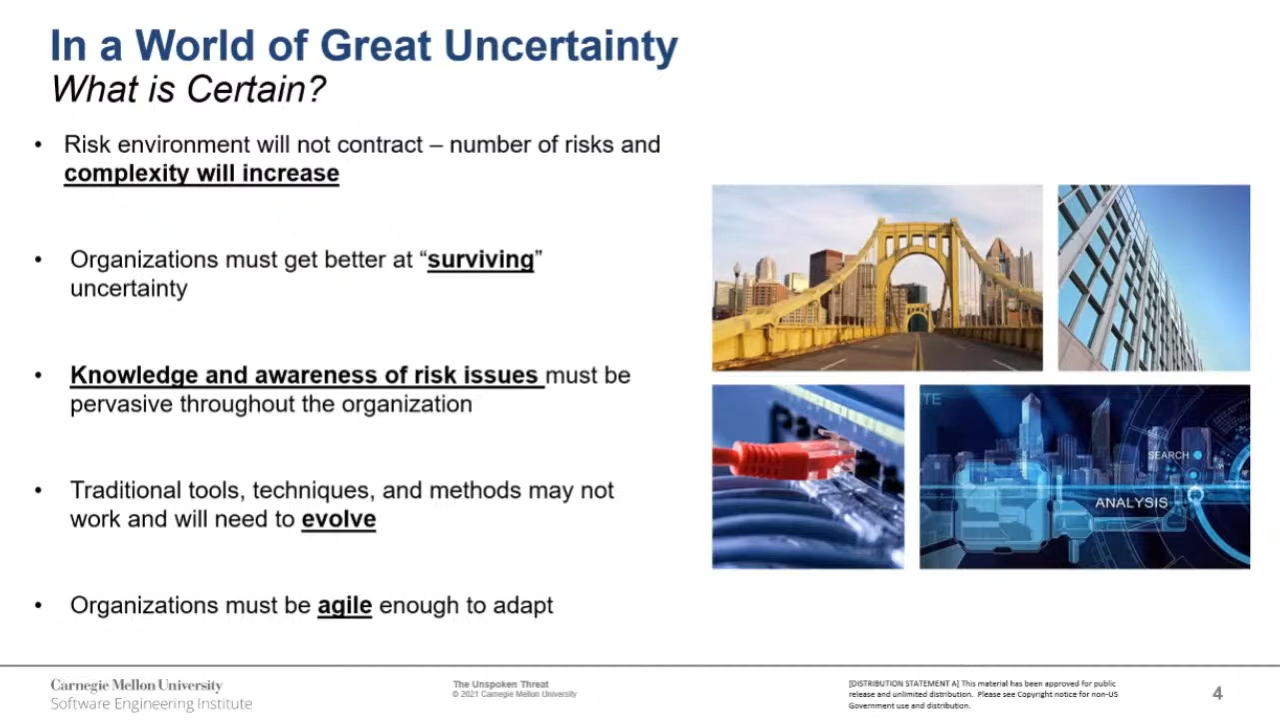 In a World of Great Uncertainty
What is Certain?
• Risk environment will not contract – number of risks and
complexity will increase
• Organizations must get better at “surviving”
uncertainty
• Knowledge and awareness of risk issues must be
pervasive throughout the organization
• Traditional tools, techniques, and methods may not
work and will need to evolve
• Organizations must be agile enough to adapt
TE
SEARCH
ANALYSIS
Carnegie Mellon University
Software Engineering Institute
The Unspoken Threat
© 2021 Carnegie Mellon University
[DISTRIBUTION STATEMENT A] This material has been approved for public
release and unlimited distribution. Please see Copyright notice for non-US
Government use and distribution.
4